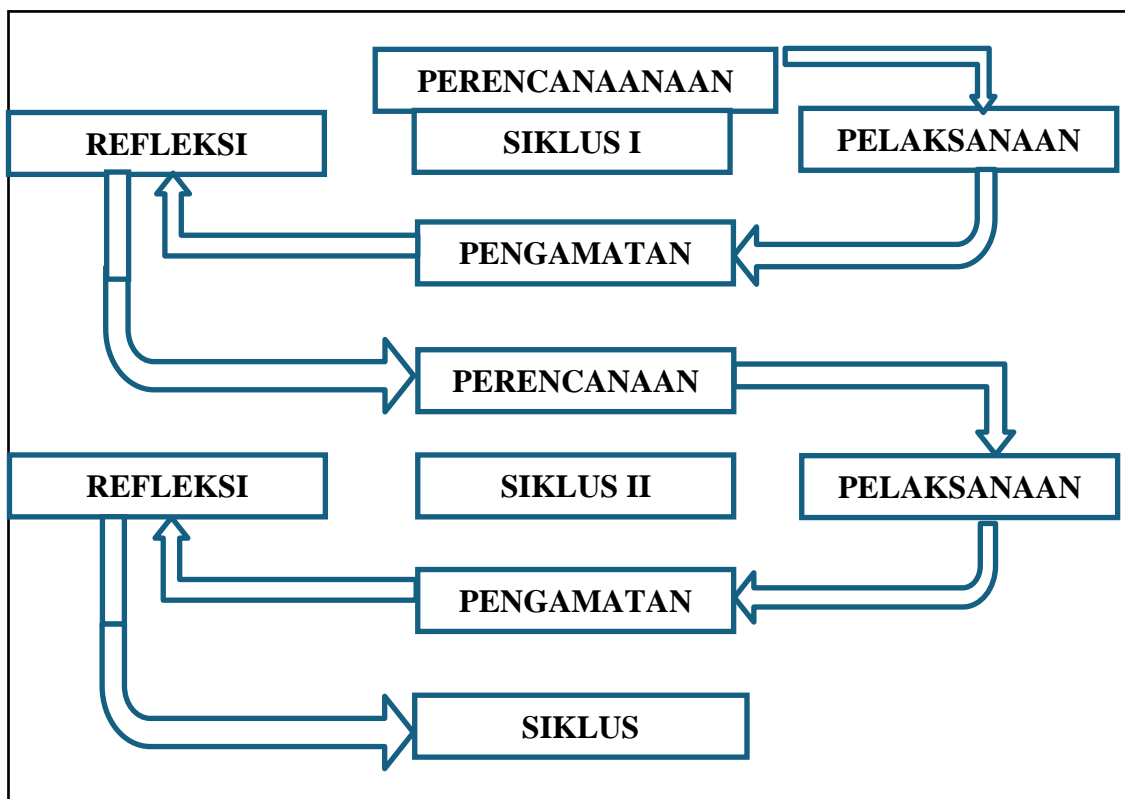 PERENCANAANAAN
REFLEKSI
SIKLUS I
PELAKSANAAN
PENGAMATAN
PERENCANAAN
REFLEKSI
SIKLUS II
PELAKSANAAN
PENGAMATAN
SIKLUS